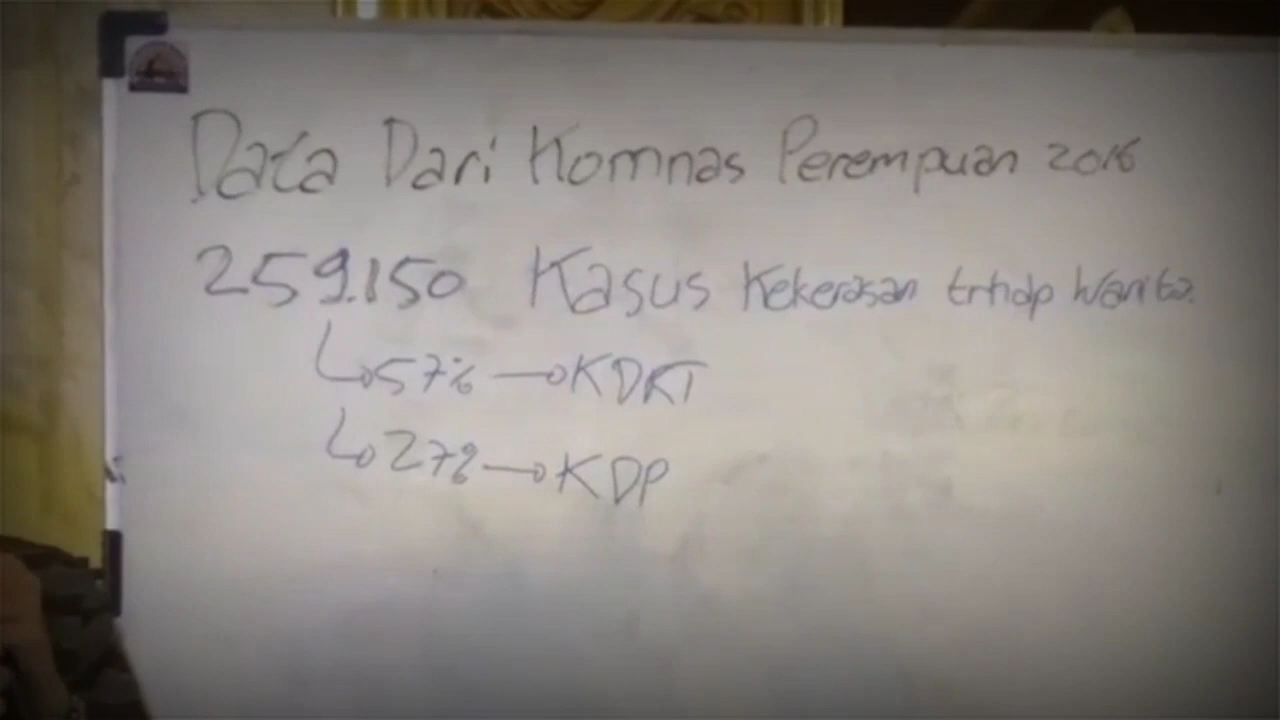 Data Dari Komnas Perempuan 2016
259.150 Kasus Kekerasan trhdp Wanita.
57% → KDRT
27% → KDP